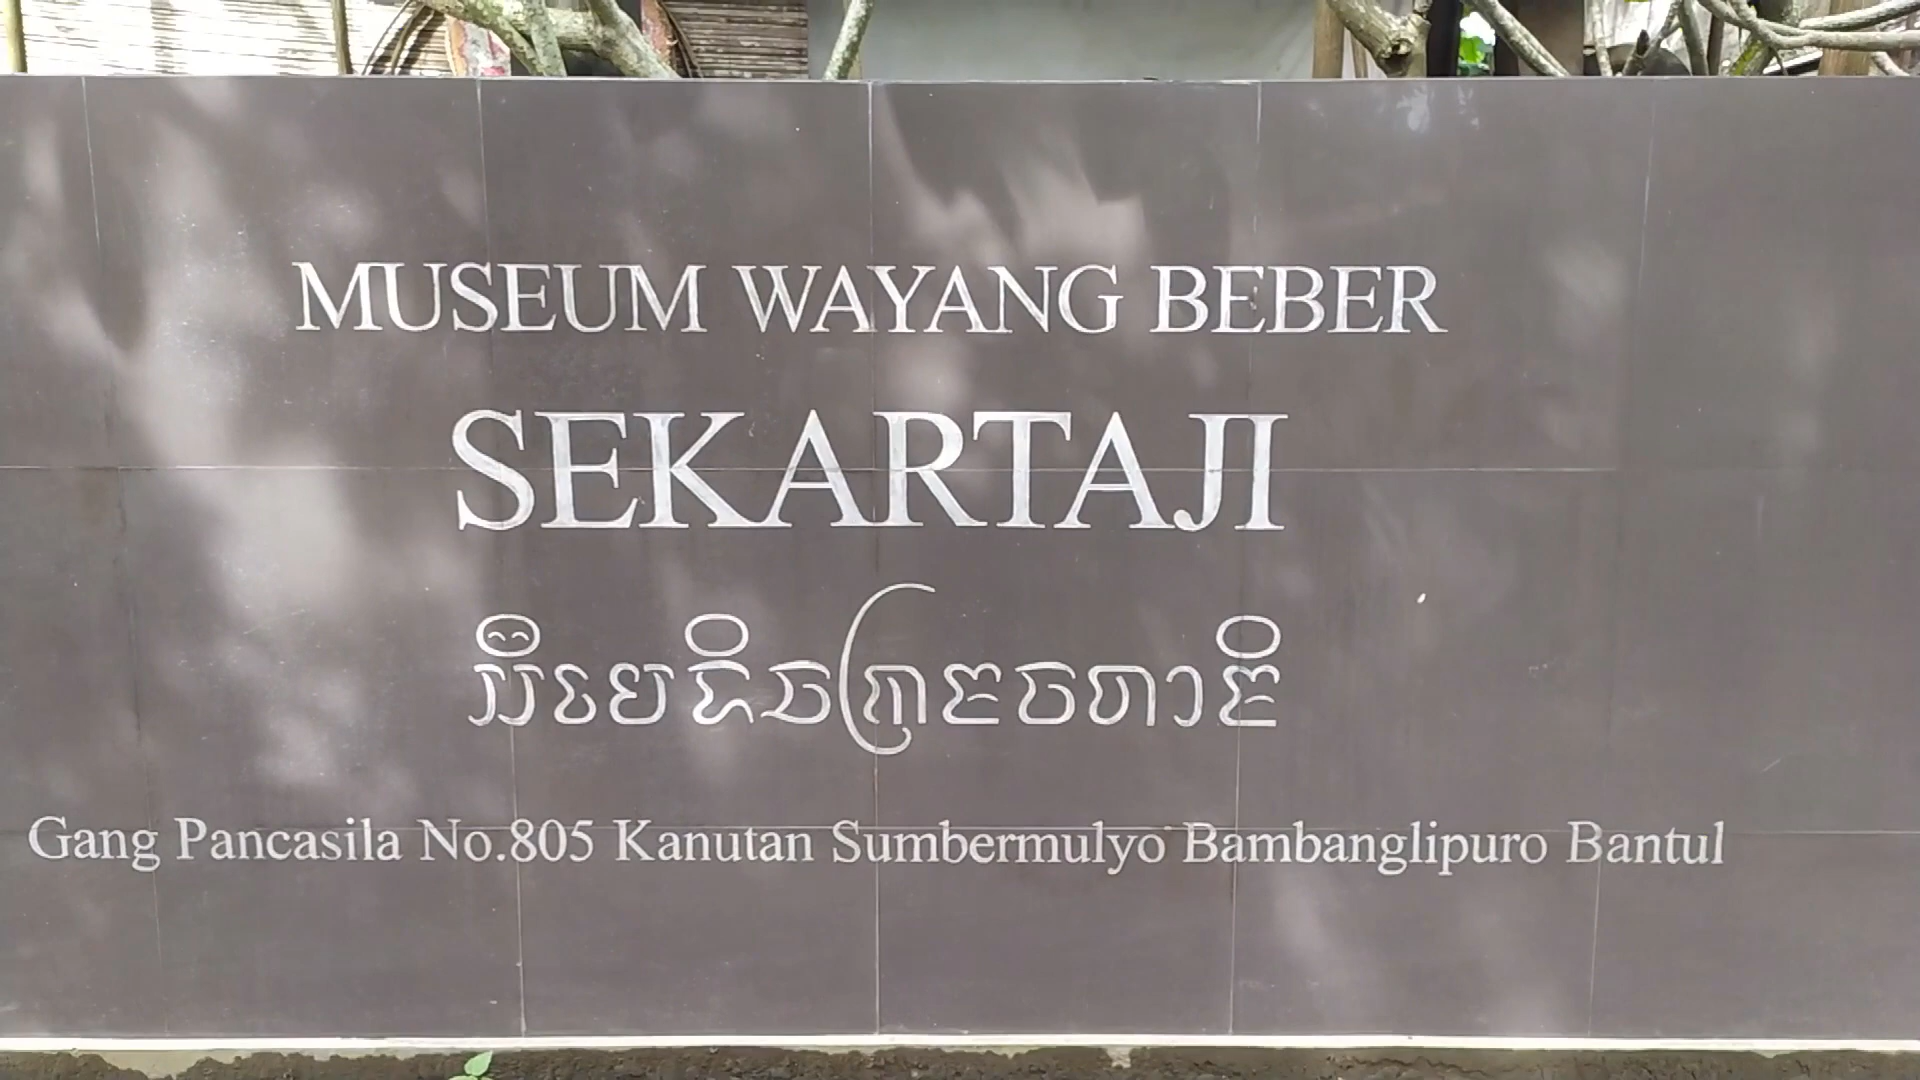 MUSEUM WAYANG BEBER
SEKARTAJI
Gang Pancasila No.805 Kanutan Sumbermulyo Bambanglipuro Bantul